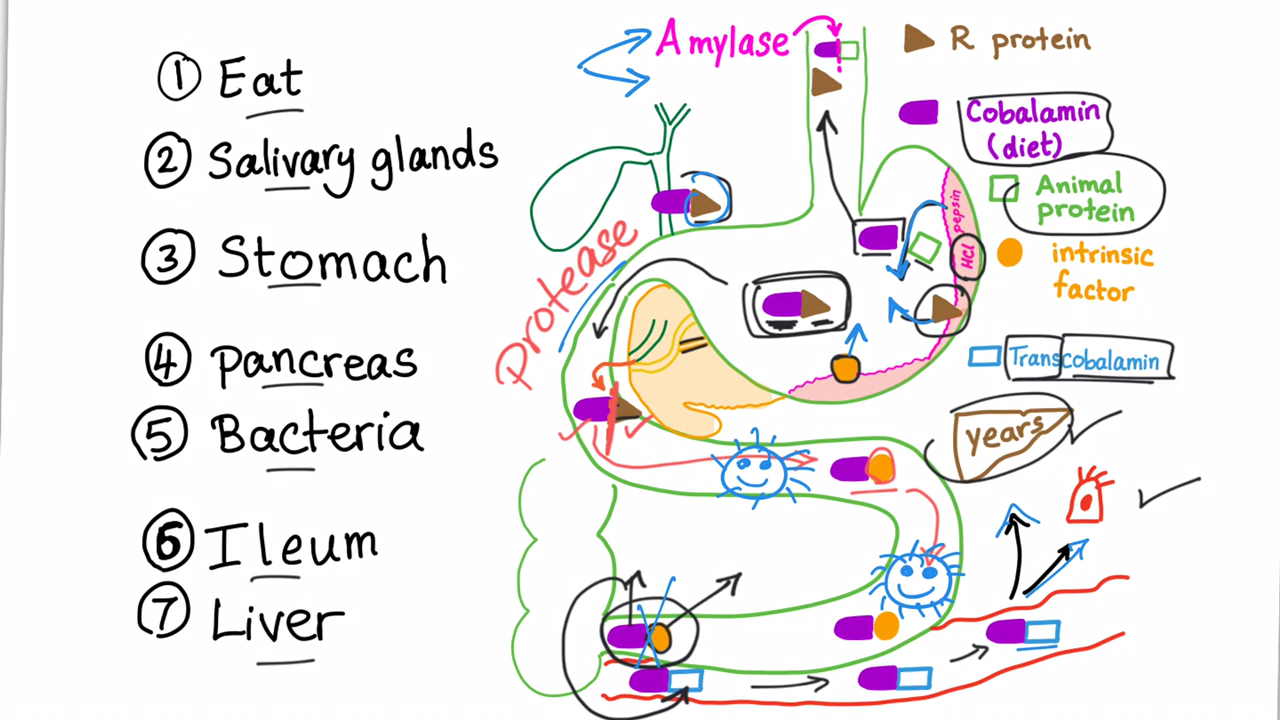 ① Eat
② Salivary glands
③ Stomach
④ Pancreas
⑤ Bacteria
⑥ Ileum
⑦ Liver
Amylase
R protein
Cobalamin
(diet)
Animal
protein
intrinsic
factor
Transcobalamin
years
pepsin
HCl
Protease